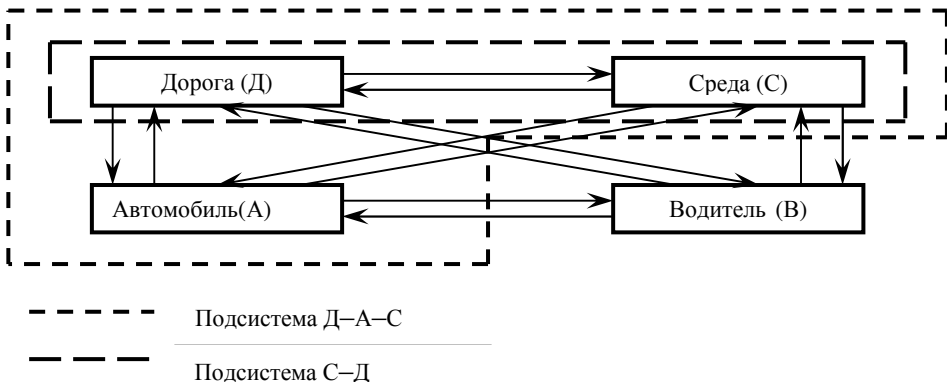 Дорога (Д)
Среда (С)
Автомобиль(А)
Водитель (В)
Подсистема Д–А–С
Подсистема С–Д